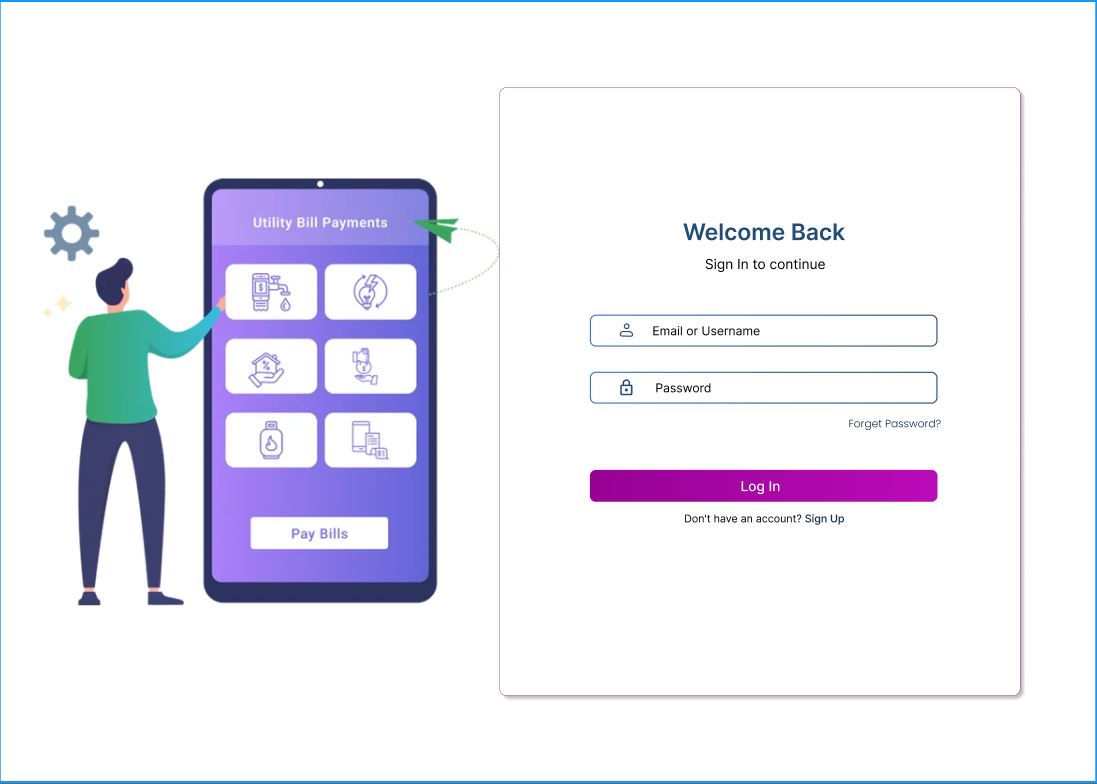 Utility Bill Payments
$
%
Pay Bills
Welcome Back
Sign In to continue
Email or Username
Password
Forget Password?
Log In
Don't have an account? Sign Up